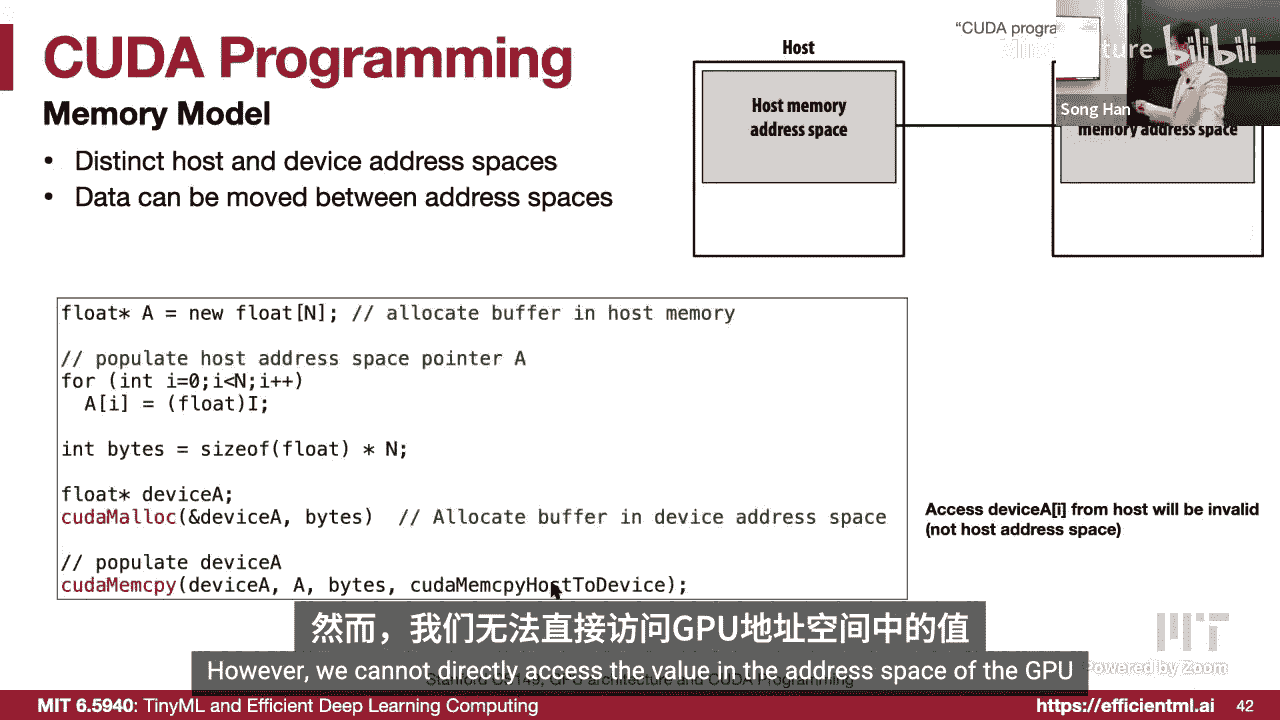 CUDA Programming
Memory Model
• Distinct host and device address spaces
• Data can be moved between address spaces
"CUDA progra
Host
Host memory
address space
bilibili
Song Han
memory address space
float* A = new float[N]; // allocate buffer in host memory
// populate host address space pointer A
for (int i=0;i<N;i++)
A[i] = (float)I;
int bytes = sizeof(float) * N;
float* deviceA;
cudaMalloc(&deviceA, bytes) // Allocate buffer in device address space
// populate deviceA
cudaMemcpy(deviceA, A, bytes, cudaMemcpyHostToDevice);
Access deviceA[i] from host will be invalid
(not host address space)
然而，我们无法直接访问GPU地址空间中的值
However, we cannot directly access the value in the address space of the GPU
MIT
Powered by Zoom
MIT 6.5940: TinyML and Efficient Deep Learning Computing
https://efficientml.ai
42